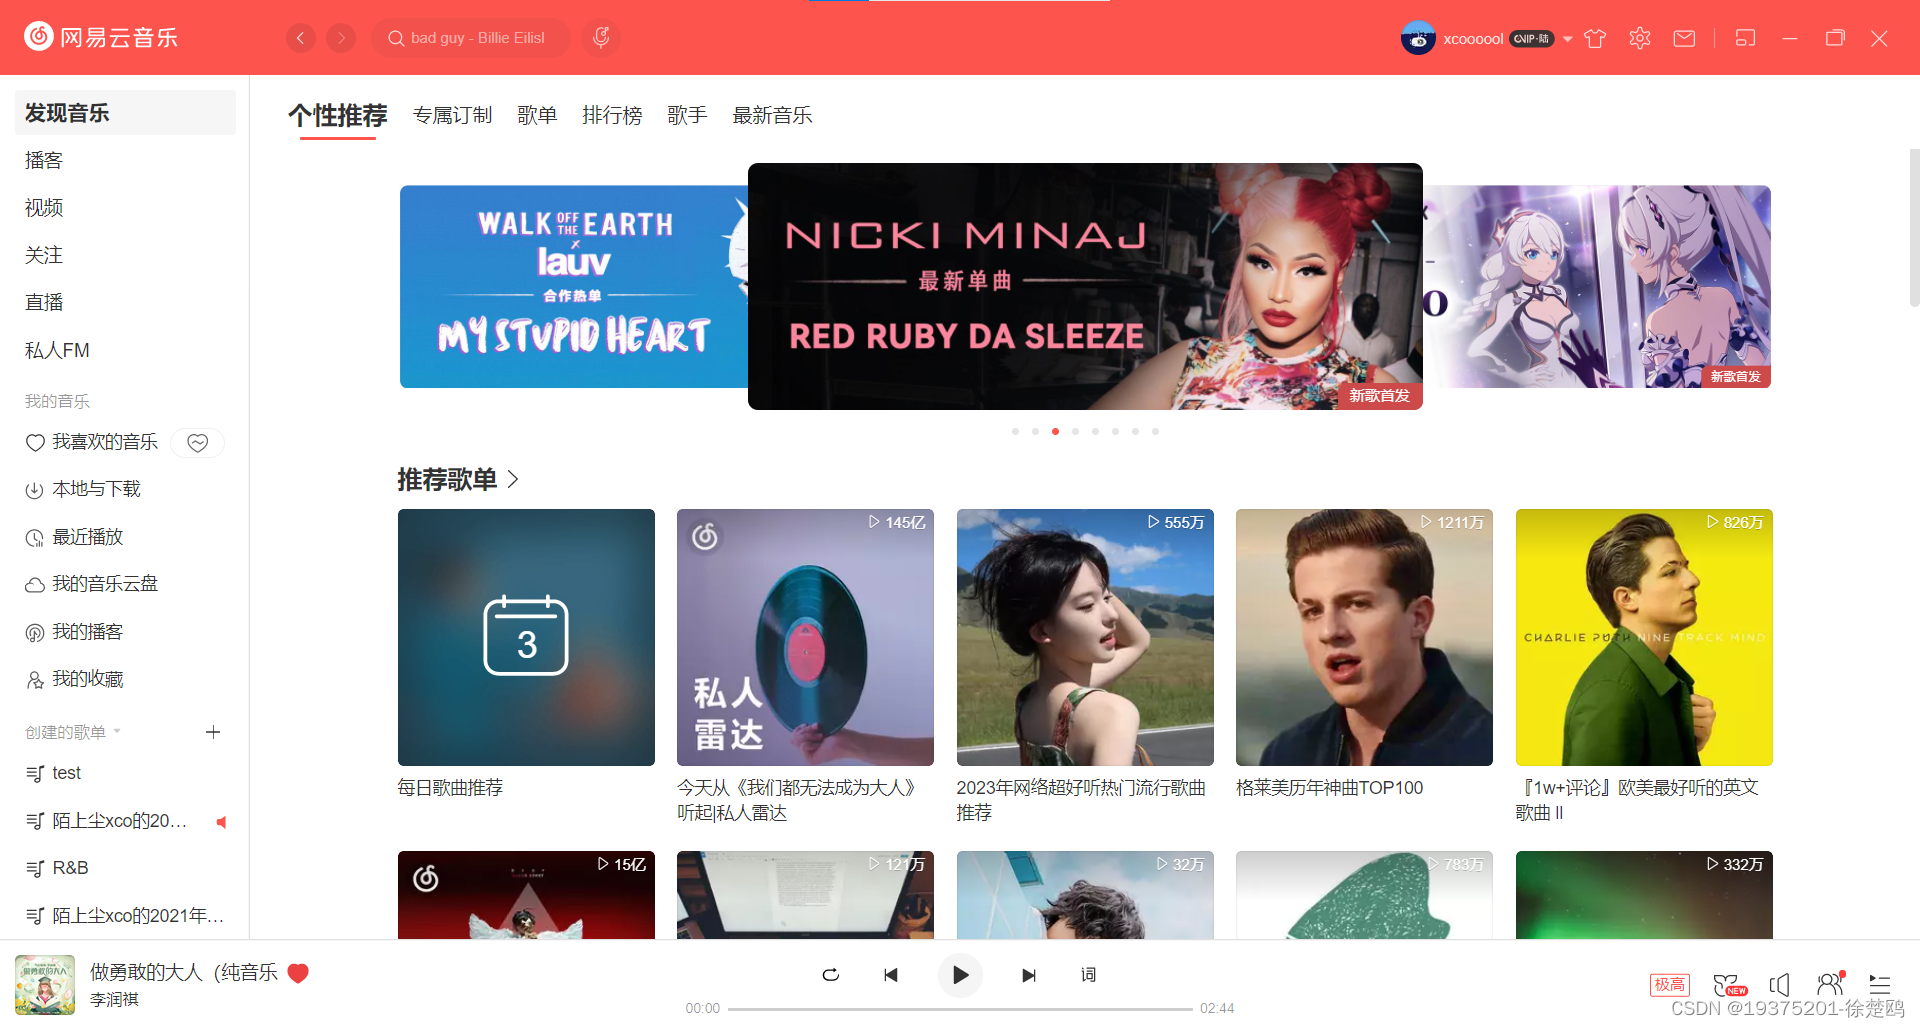 网易云音乐
bad guy - Billie Eilisl
xcoooool
CVIP·陆
发现音乐
播客
视频
关注
直播
私人FM
我的音乐
我喜欢的音乐
本地与下载
最近播放
我的音乐云盘
我的播客
我的收藏
创建的歌单
test
陌上尘xco的20...
R&B
陌上尘xco的2021年...
个性推荐 专属订制 歌单 排行榜 歌手 最新音乐
WALK OFF THE EARTH
x
lauv
合作热单
MY STUPID HEART
NICKI MINAJ
最新单曲
RED RUBY DA SLEEZE
新歌首发
新歌首发
推荐歌单
3
每日歌曲推荐
145亿
私人
雷达
今天从《我们都无法成为大人》
听起|私人雷达
555万
2023年网络超好听热门流行歌曲
推荐
1211万
格莱美历年神曲TOP100
826万
CHARLIE PUTH NINE TRACK MIND
『1w+评论』欧美最好听的英文
歌曲 II
15亿
121万
32万
783万
332万
做勇敢的大人
做勇敢的大人（纯音乐
李润祺
词
00:00
02:44
极高
NEW
CSDN @19375201-徐楚鸥